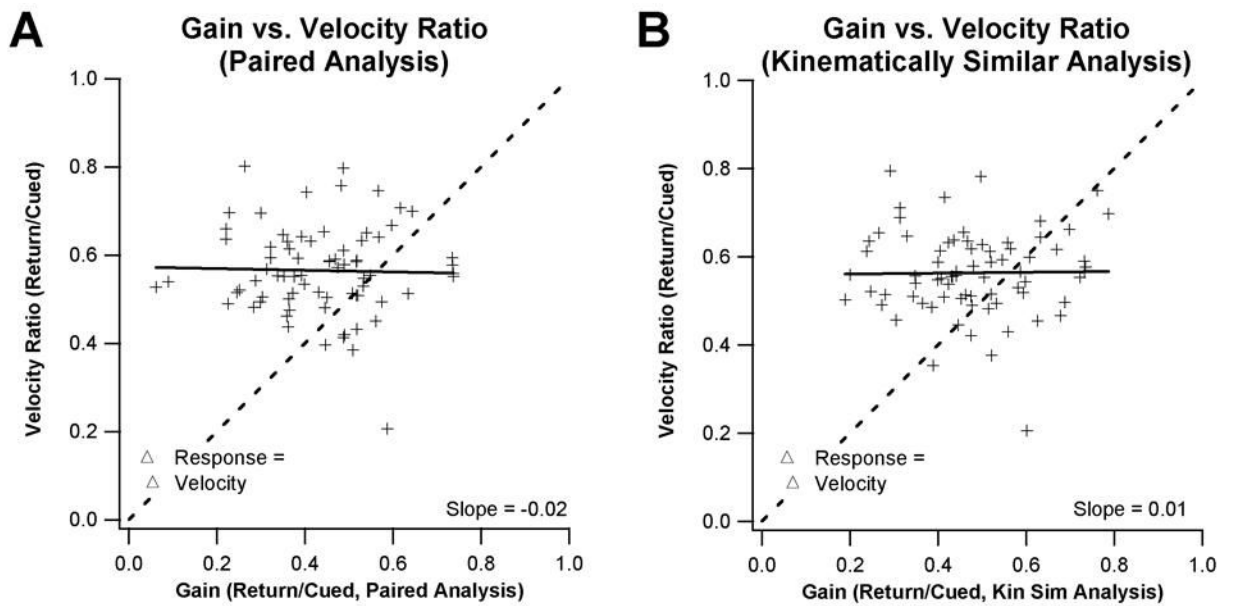 A
Gain vs. Velocity Ratio
(Paired Analysis)
Velocity Ratio (Return/Cued)
1.0
0.8
0.6
0.4
0.2
0.0
△ Response =
△ Velocity
Slope = -0.02
0.0 0.2 0.4 0.6 0.8 1.0
Gain (Return/Cued, Paired Analysis)
B
Gain vs. Velocity Ratio
(Kinematically Similar Analysis)
Velocity Ratio (Return/Cued)
1.0
0.8
0.6
0.4
0.2
0.0
△ Response =
△ Velocity
Slope = 0.01
0.0 0.2 0.4 0.6 0.8 1.0
Gain (Return/Cued, Kin Sim Analysis)